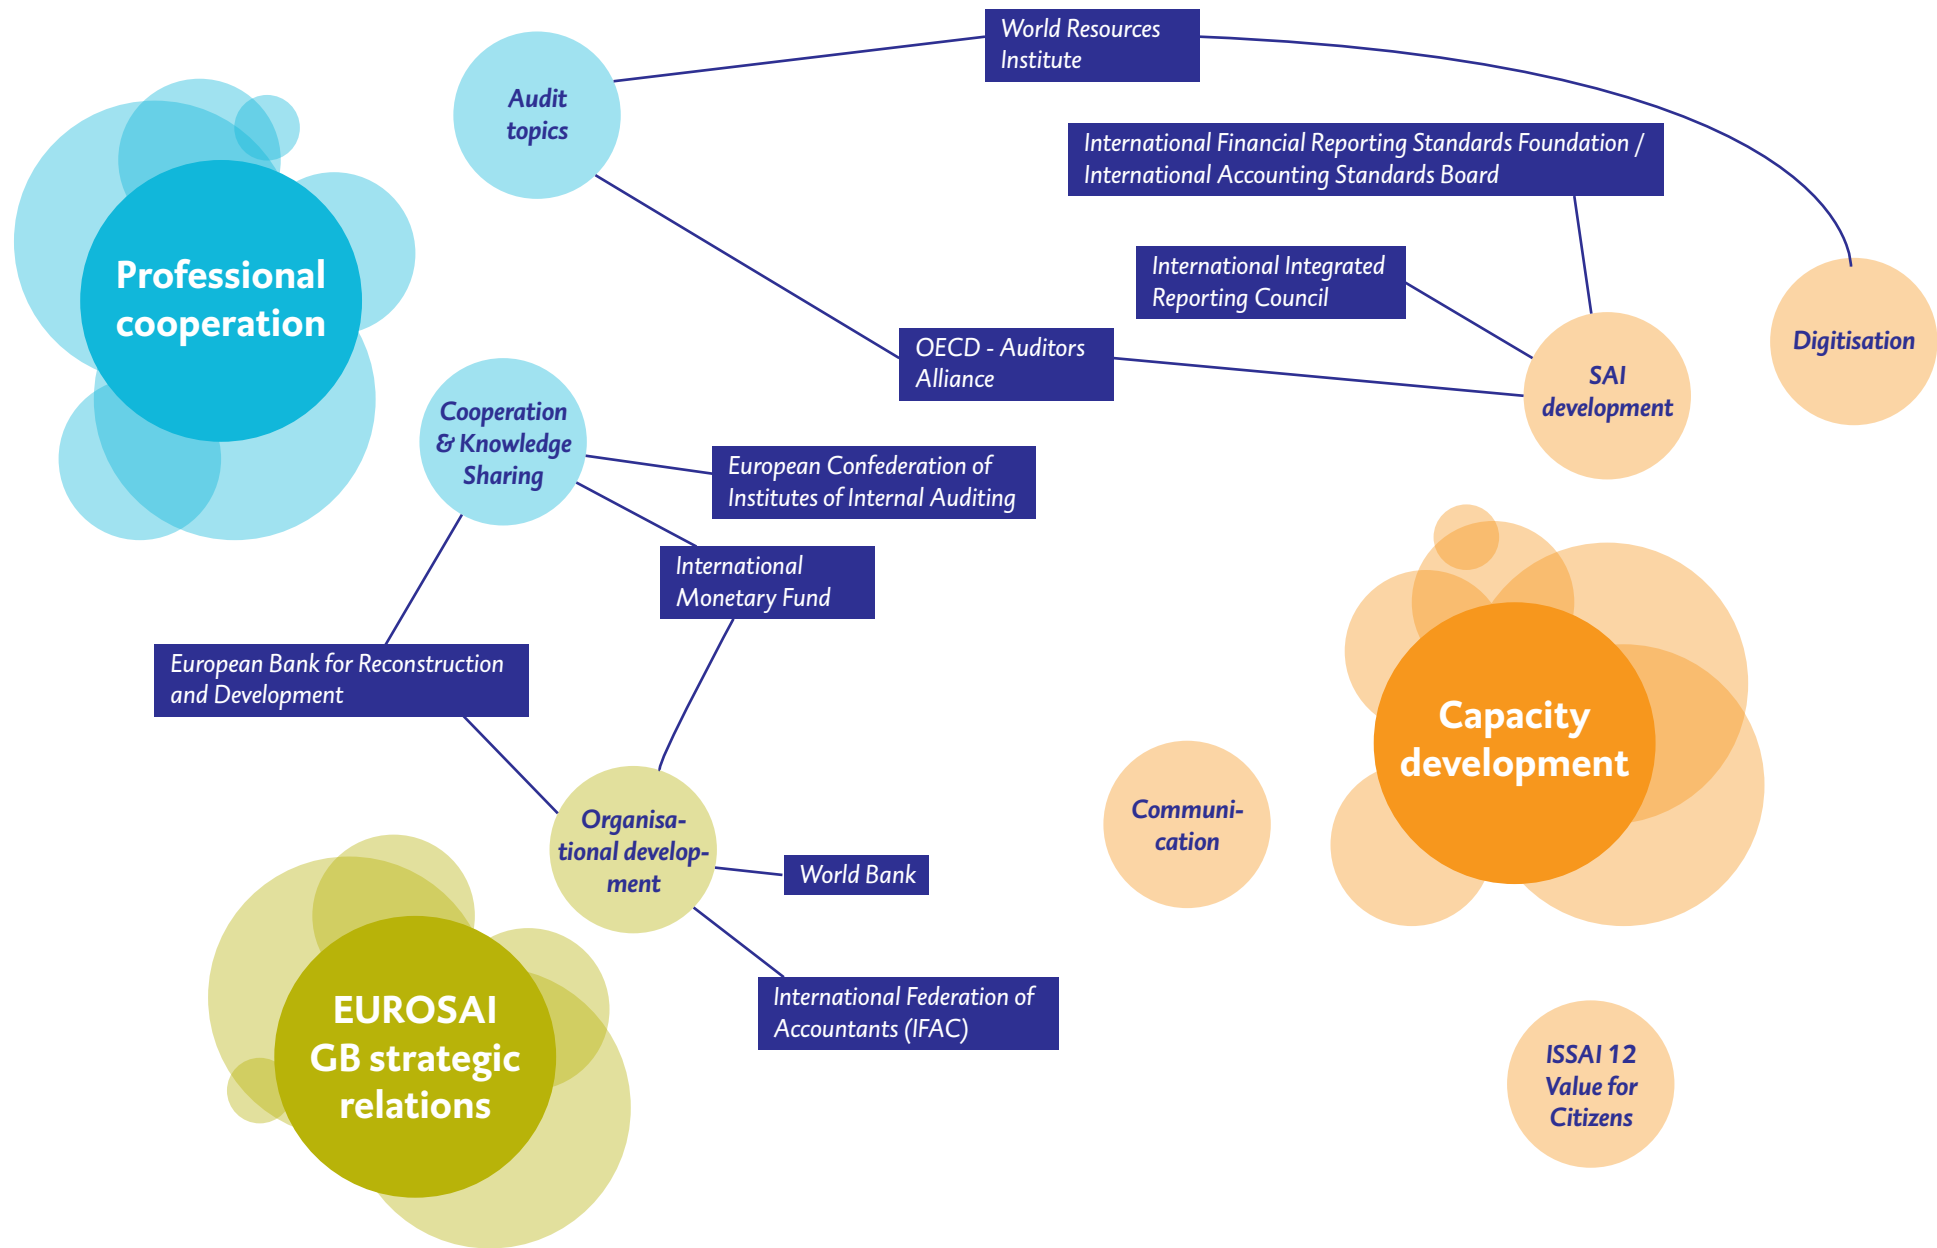 World Resources
Institute
Audit
topics
International Financial Reporting Standards Foundation /
International Accounting Standards Board
Professional
cooperation
International Integrated
Reporting Council
OECD - Auditors
Alliance
Digitisation
SAI
development
Cooperation
& Knowledge
Sharing
European Confederation of
Institutes of Internal Auditing
International
Monetary Fund
European Bank for Reconstruction
and Development
Capacity
development
Organisa-
tional develop-
ment
Communi-
cation
World Bank
EUROSAI
GB strategic
relations
International Federation of
Accountants (IFAC)
ISSAI 12
Value for
Citizens